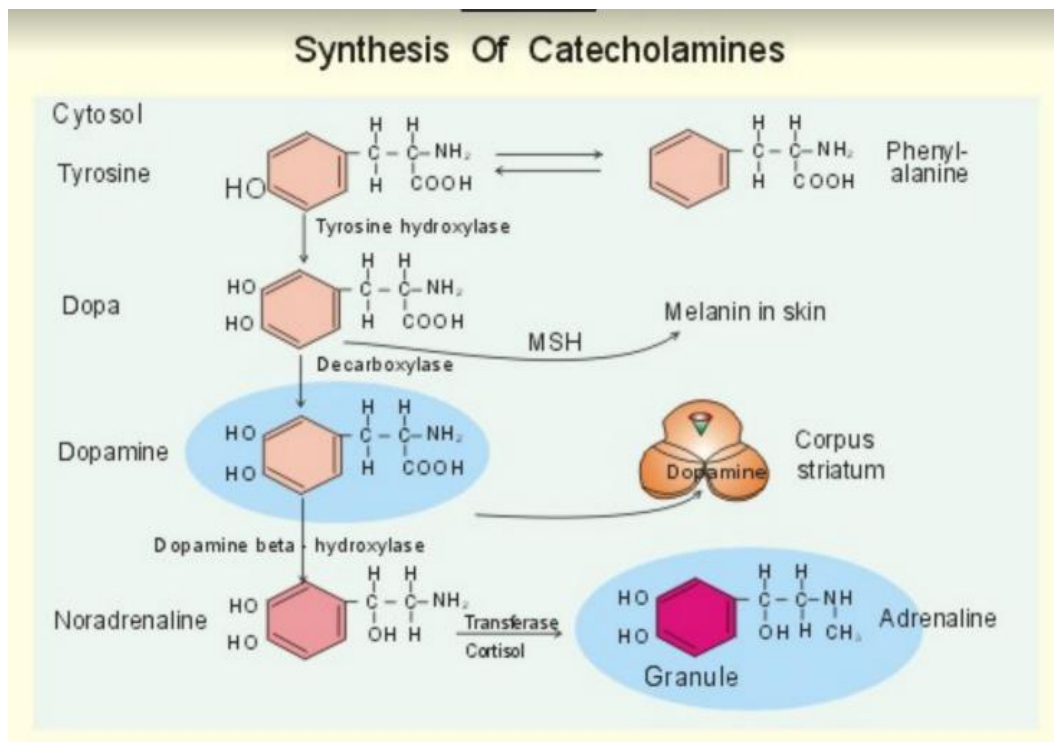 Synthesis Of Catecholamines
Cytosol
Tyrosine
HO
H H
C - C - NH₂
H COOH
H H
C - C - NH₂
H COOH
Phenyl-
alanine
Tyrosine hydroxylase
Dopa
HO
HO
H H
C - C - NH₂
H COOH
MSH
Melanin in skin
Decarboxylase
Dopamine
HO
HO
H H
C - C - NH₂
H COOH
Dopamine
Corpus
striatum
Dopamine beta - hydroxylase
Noradrenaline
HO
HO
H H
C - C - NH₂
OH H
Transferase
Cortisol
HO
HO
H H
C - C - NH
OH H CH₃
Adrenaline
Granule